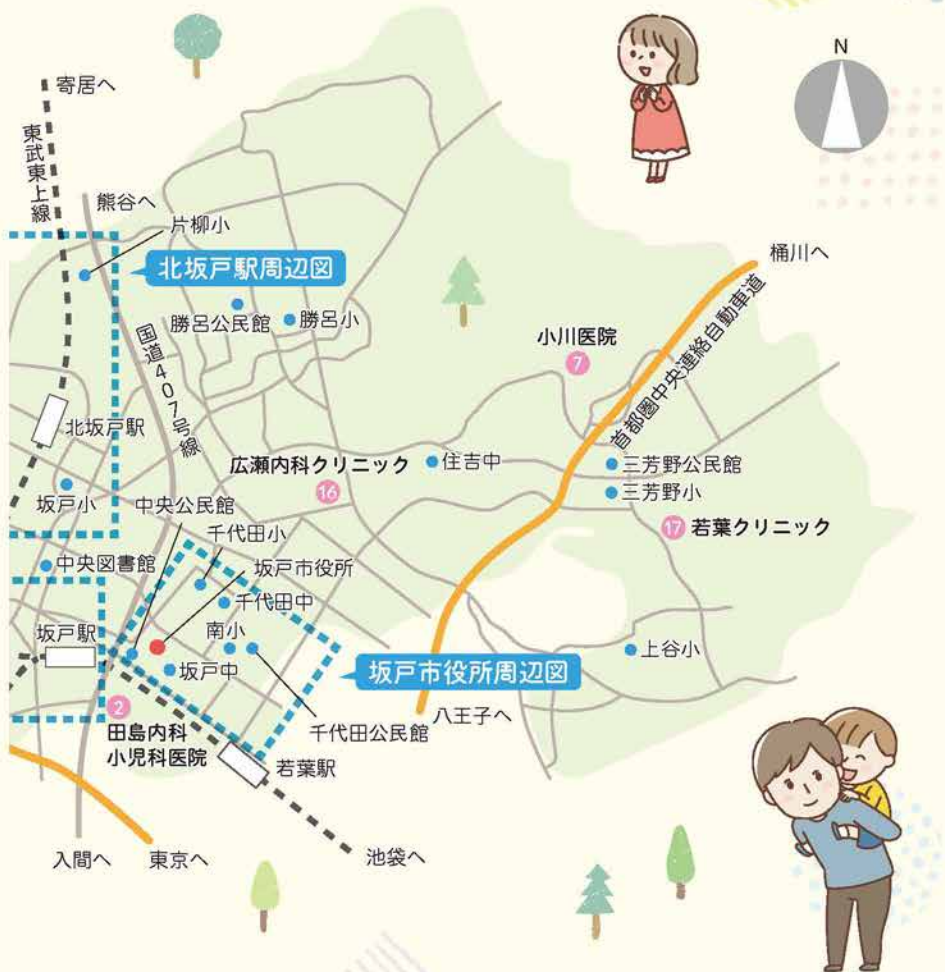 N
寄居へ
東武東上線
熊谷へ
片柳小
北坂戸駅周辺図
桶川へ
勝呂公民館
勝呂小
小川医院
7
首都圏中央連絡自動車道
国道407号線
北坂戸駅
広瀬内科クリニック
16
住吉中
三芳野公民館
三芳野小
坂戸小
中央公民館
17 若葉クリニック
千代田小
中央図書館
坂戸市役所
千代田中
坂戸駅
南小
坂戸中
上谷小
坂戸市役所周辺図
2
田島内科
小児科医院
八王子へ
千代田公民館
若葉駅
入間へ
東京へ
池袋へ